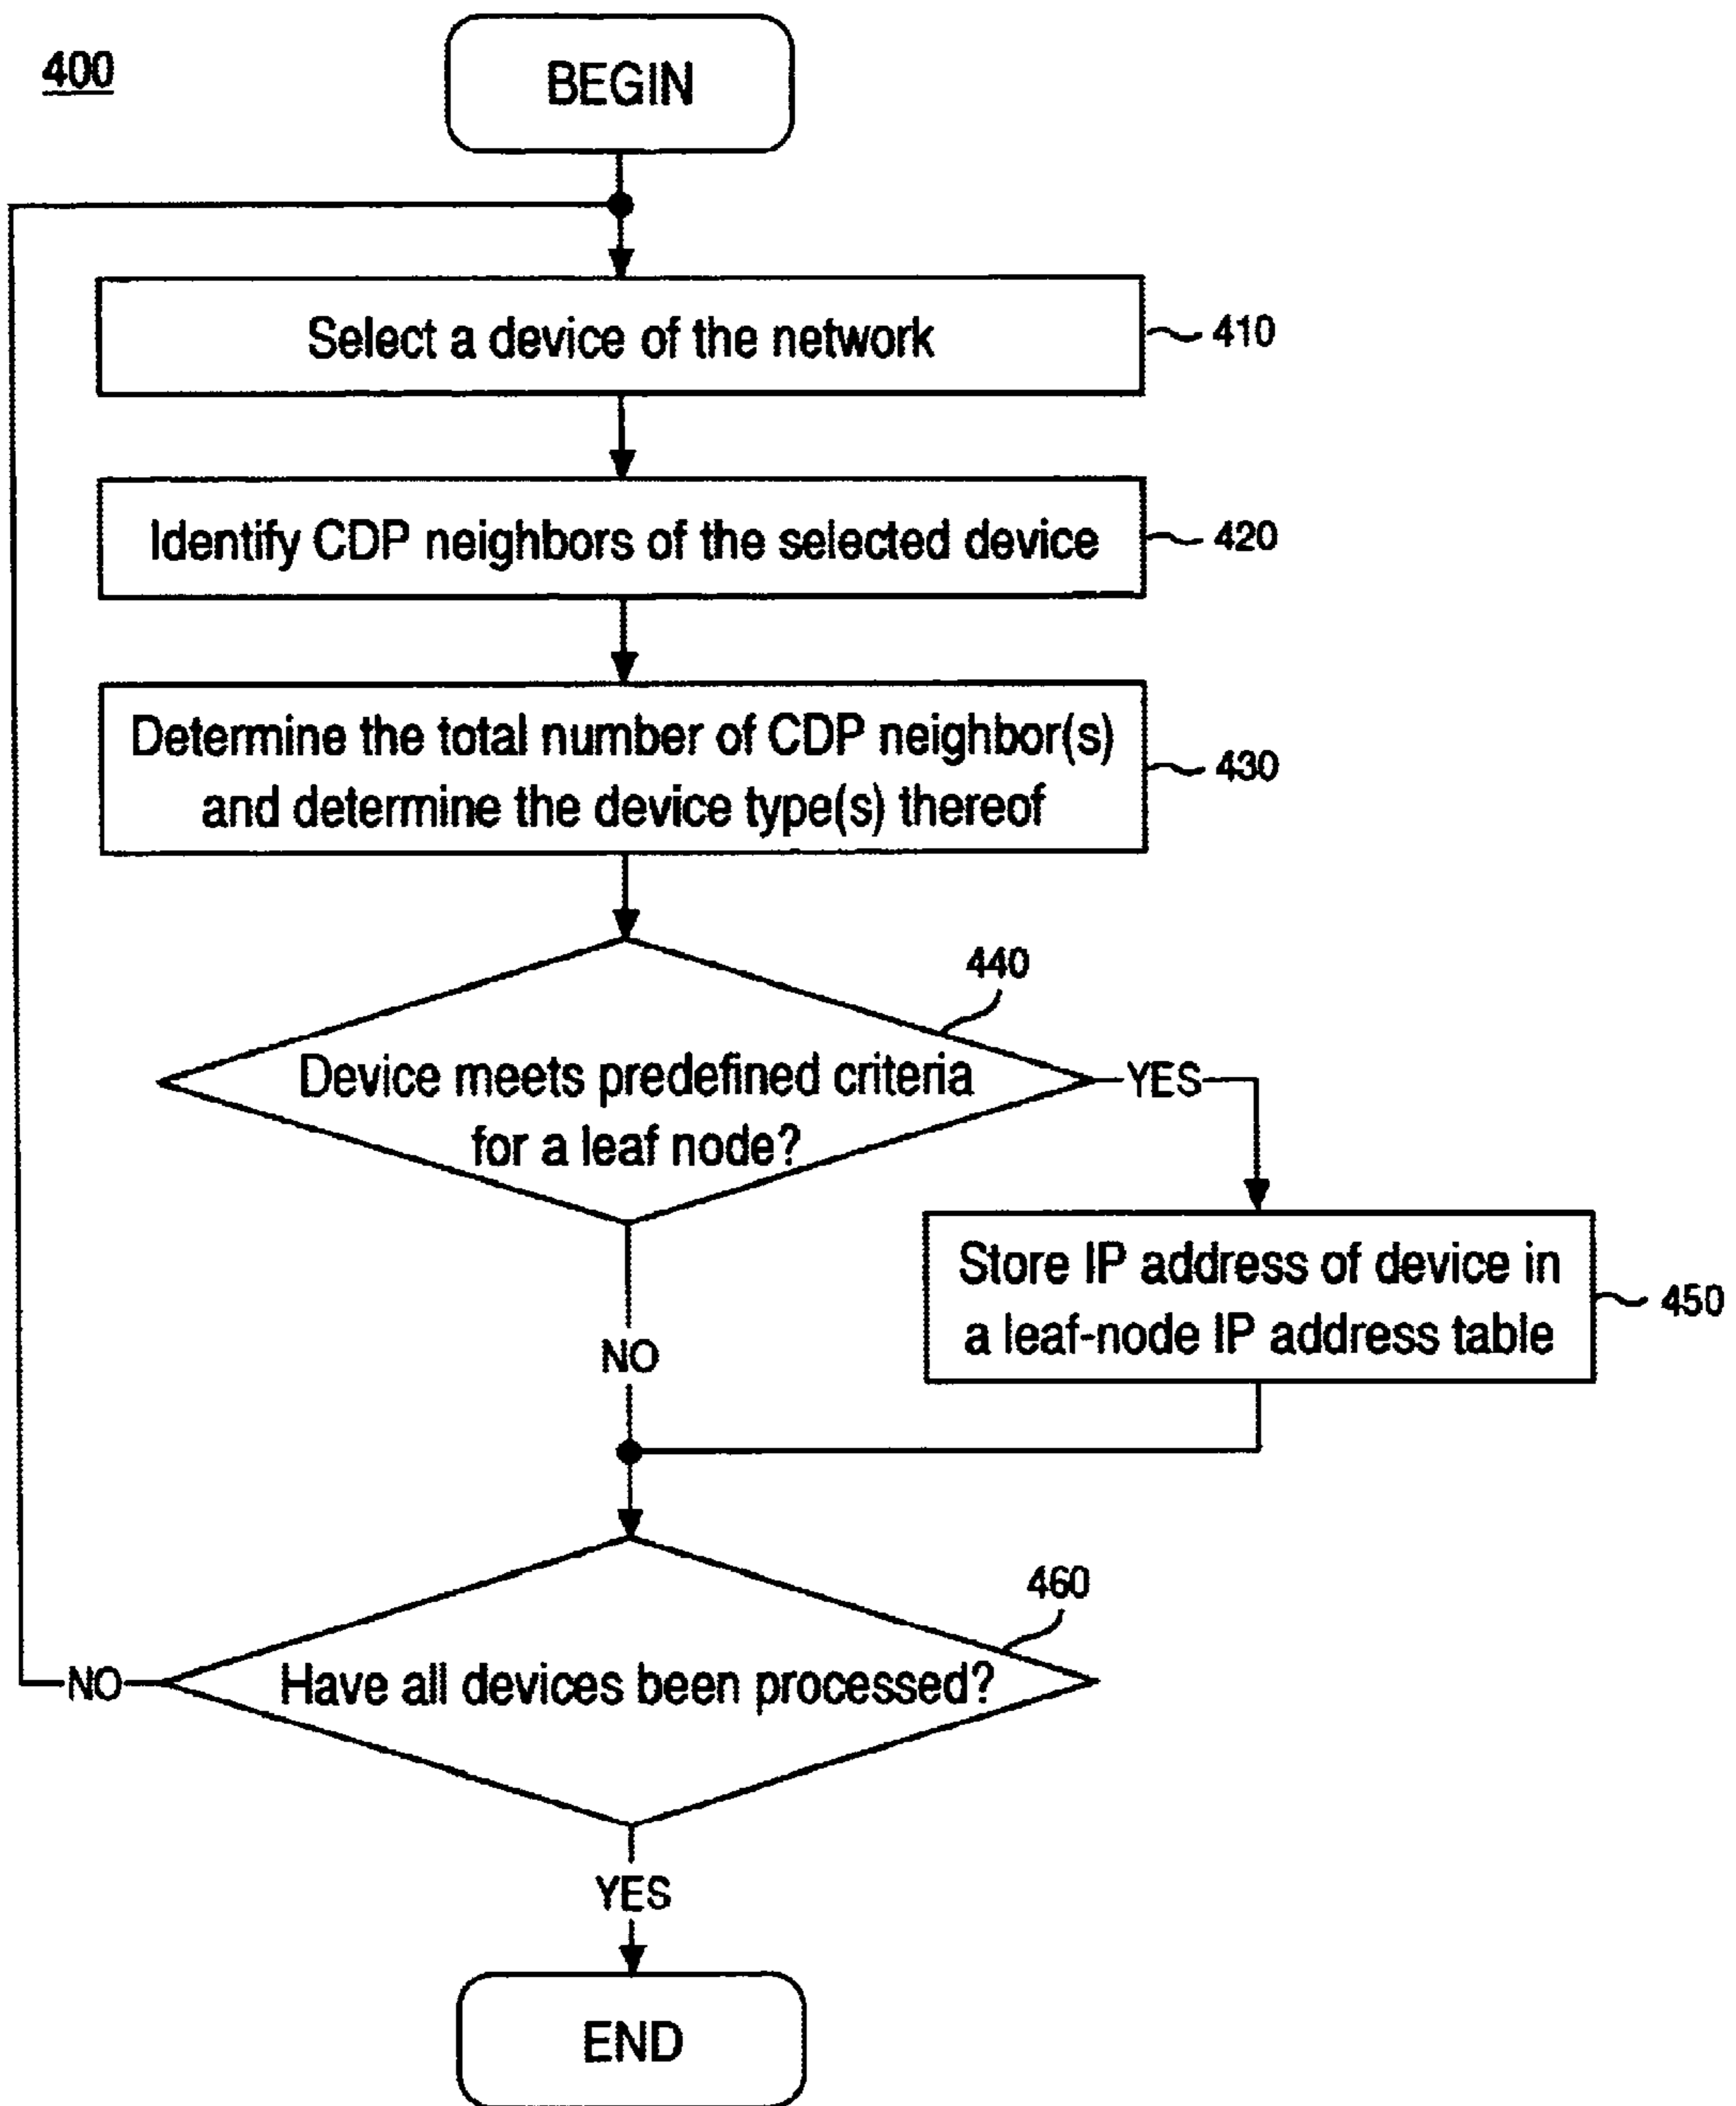 400
BEGIN
Select a device of the network
410
Identify CDP neighbors of the selected device
420
Determine the total number of CDP neighbor(s)
and determine the device type(s) thereof
430
440
Device meets predefined criteria
for a leaf node?
YES
Store IP address of device in
a leaf-node IP address table
450
NO
460
Have all devices been processed?
NO
YES
END